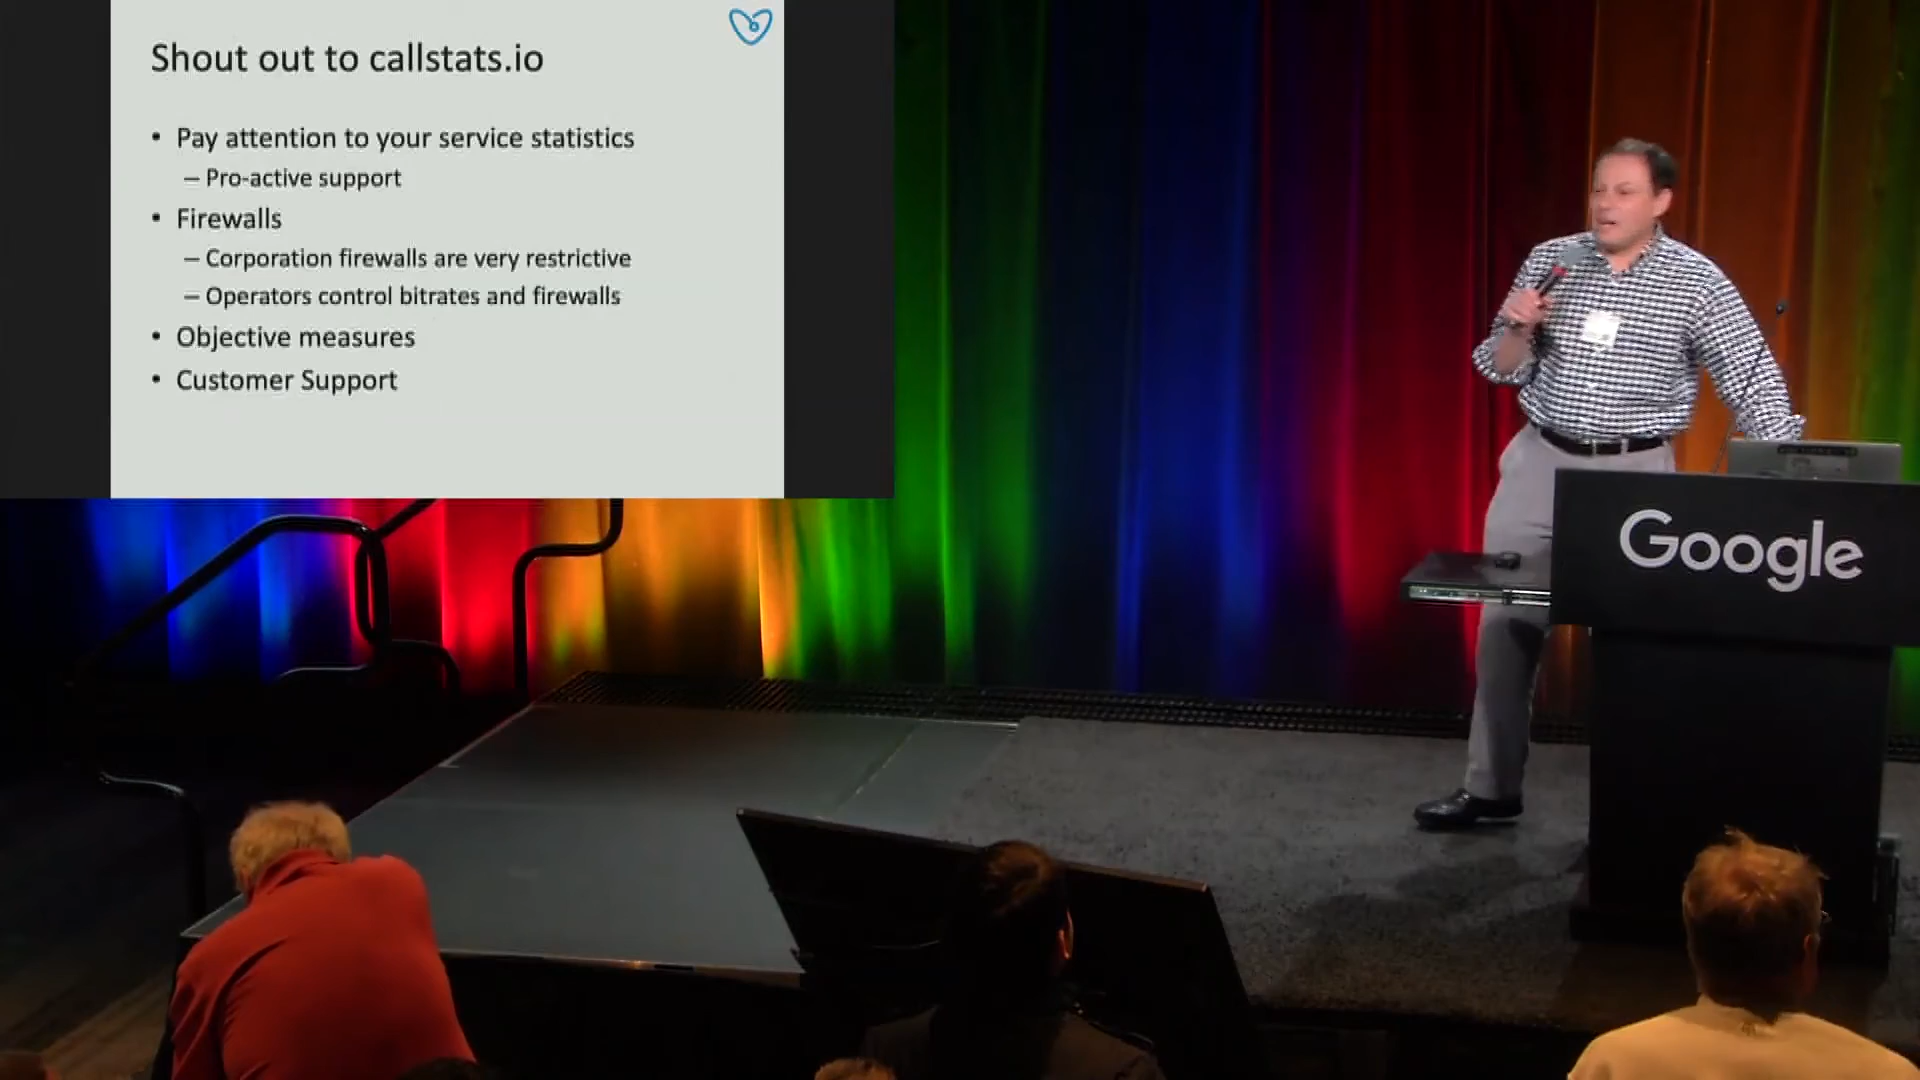 Shout out to callstats.io
• Pay attention to your service statistics
– Pro-active support
• Firewalls
– Corporation firewalls are very restrictive
– Operators control bitrates and firewalls
• Objective measures
• Customer Support
Google